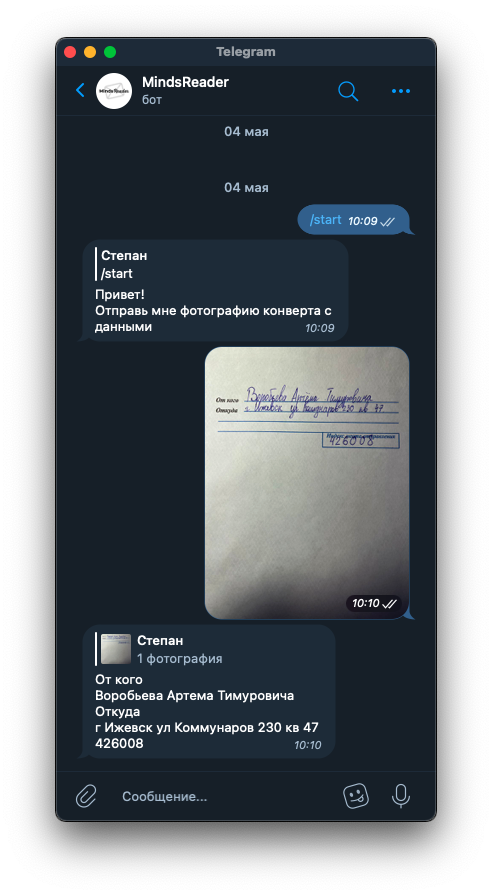 Telegram
MindsReader
бот
MindsReader
04 мая
04 мая
/start 10:09
Степан
/start
Привет!
Отправь мне фотографию конверта с
данными
10:09
От кого Воробьева Артёма Тимуровича
Откуда г. Ижевск ул Коммунаров 230 кв 47
426008
10:10
Степан
1 фотография
От кого
Воробьева Артема Тимуровича
Откуда
г Ижевск ул Коммунаров 230 кв 47
426008
10:10
Сообщение...